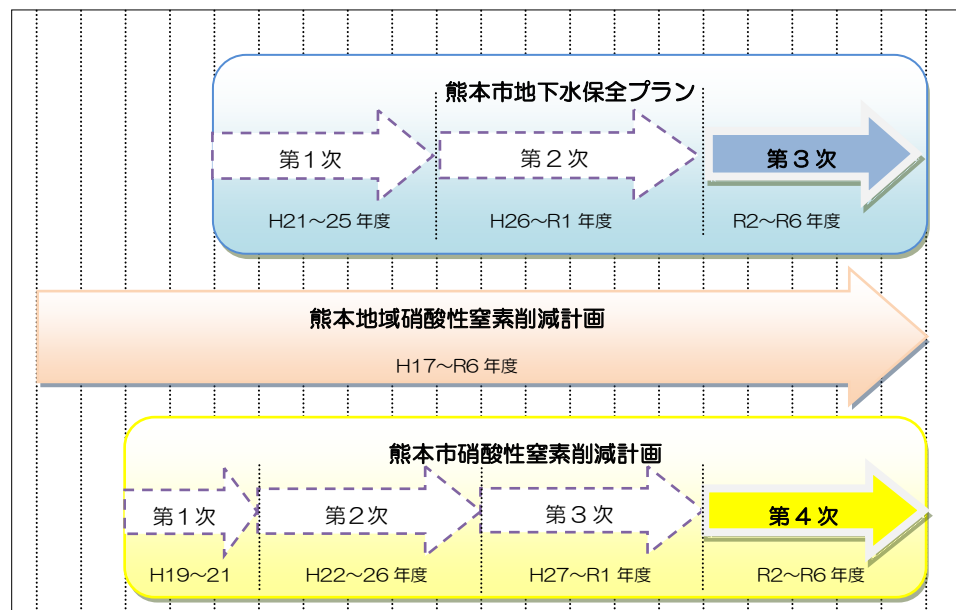 熊本市地下水保全プラン
第1次
第2次
第3次
H21～25 年度
H26～R1 年度
R2～R6 年度
熊本地域硝酸性窒素削減計画
H17～R6 年度
熊本市硝酸性窒素削減計画
第1次
第2次
第3次
第4次
H19～21
H22～26 年度
H27～R1 年度
R2～R6 年度